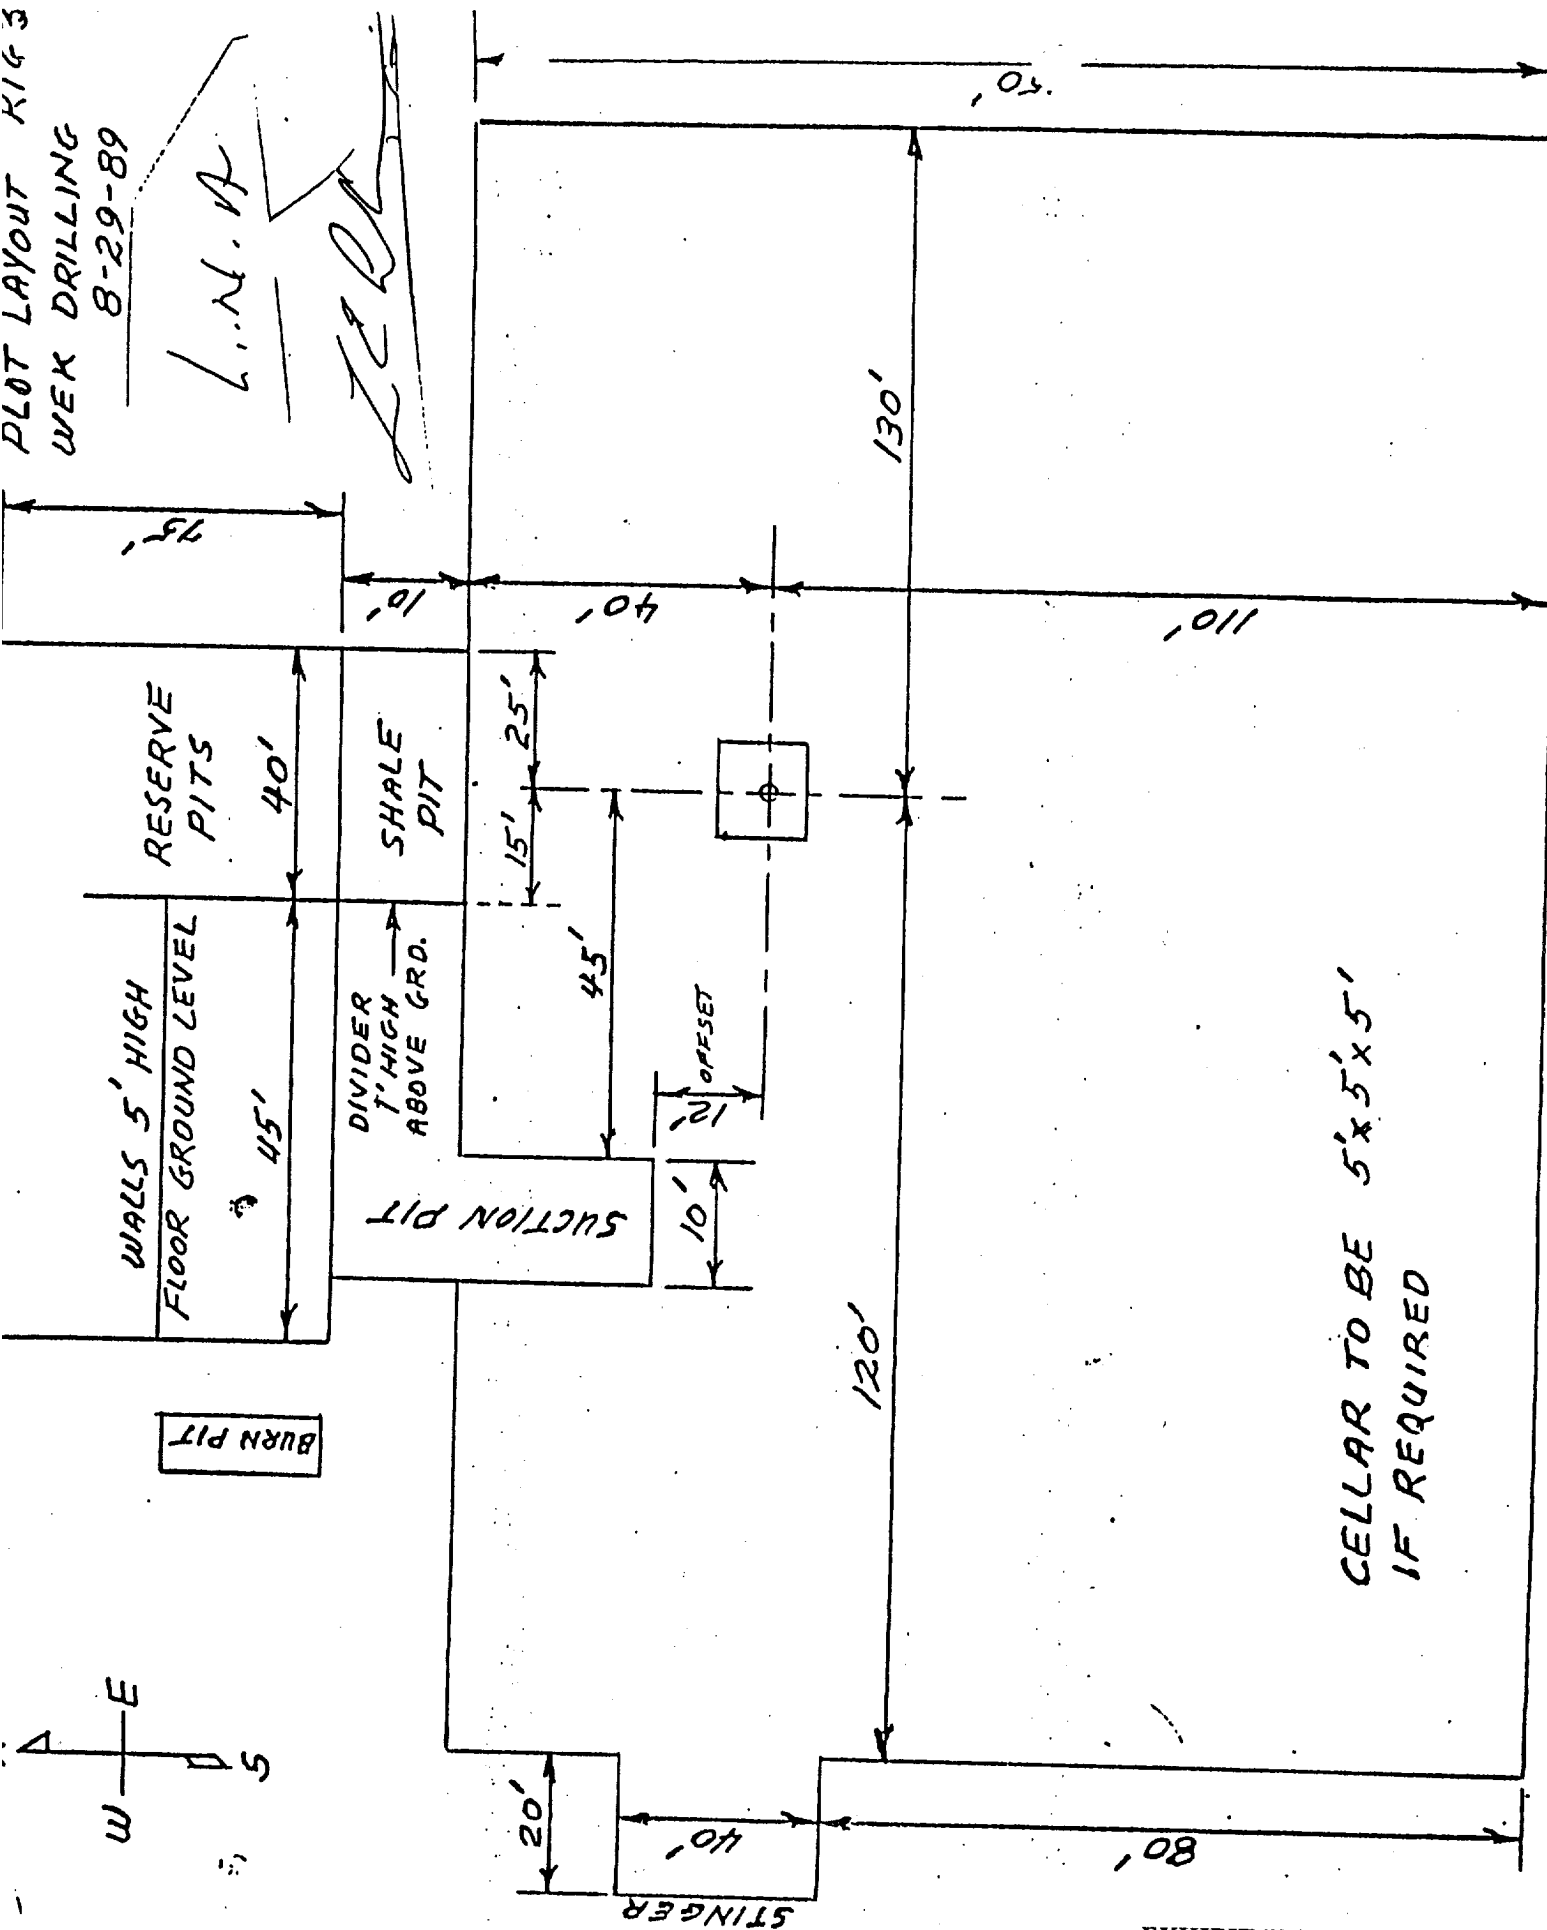 PLOT LAYOUT RIG 3
WEK DRILLING
8-29-89
L.N.A
75'
RESERVE
PITS
40'
WALLS 5' HIGH
FLOOR GROUND LEVEL
45'
SHALE
PIT
10'
DIVIDER
1' HIGH
ABOVE GRD.
SUCTION PIT
BURN PIT
W E
S
25'
15'
40'
45'
12' OFFSET
10'
50'
130'
120'
110'
20'
40'
80'
STINGER
CELLAR TO BE 5'x5'x5'
IF REQUIRED